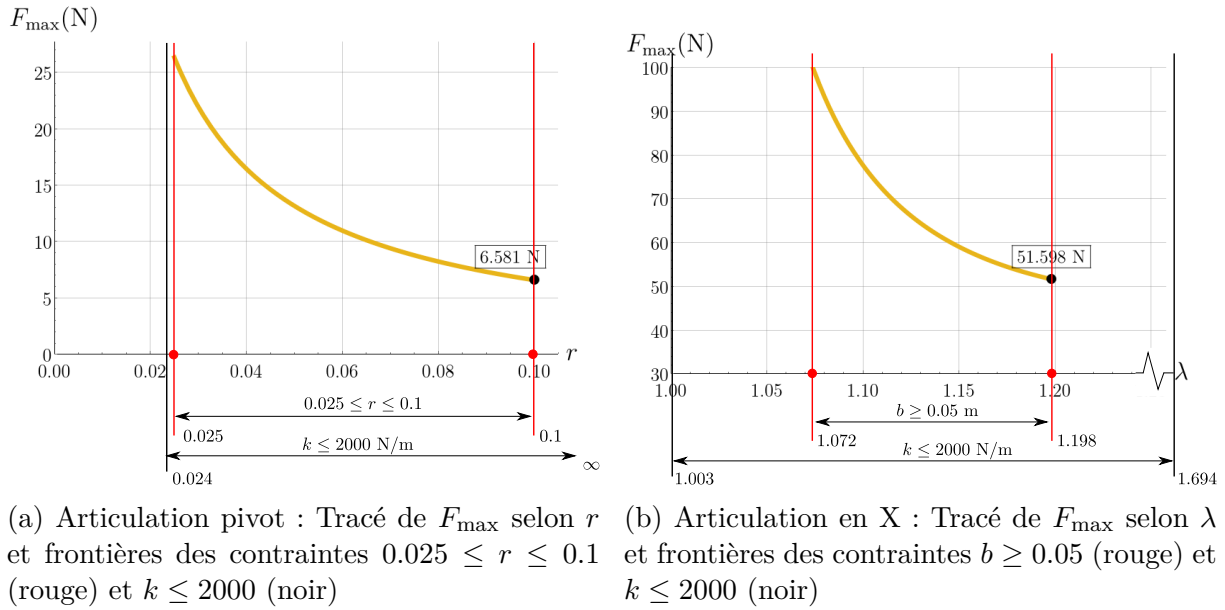 F_max(N)
25
20
15
10
5
0
6.581 N
0.00
0.02
0.04
0.06
0.08
0.10
r
0.025 ≤ r ≤ 0.1
0.025
0.1
k ≤ 2000 N/m
∞
0.024
F_max(N)
100
90
80
70
60
50
40
30
51.598 N
1.00
1.05
1.10
1.15
1.20
λ
b ≥ 0.05 m
1.072
1.198
k ≤ 2000 N/m
1.003
1.694
(a) Articulation pivot : Tracé de F_max selon r
et frontières des contraintes 0.025 ≤ r ≤ 0.1
(rouge) et k ≤ 2000 (noir)
(b) Articulation en X : Tracé de F_max selon λ
et frontières des contraintes b ≥ 0.05 (rouge) et
k ≤ 2000 (noir)